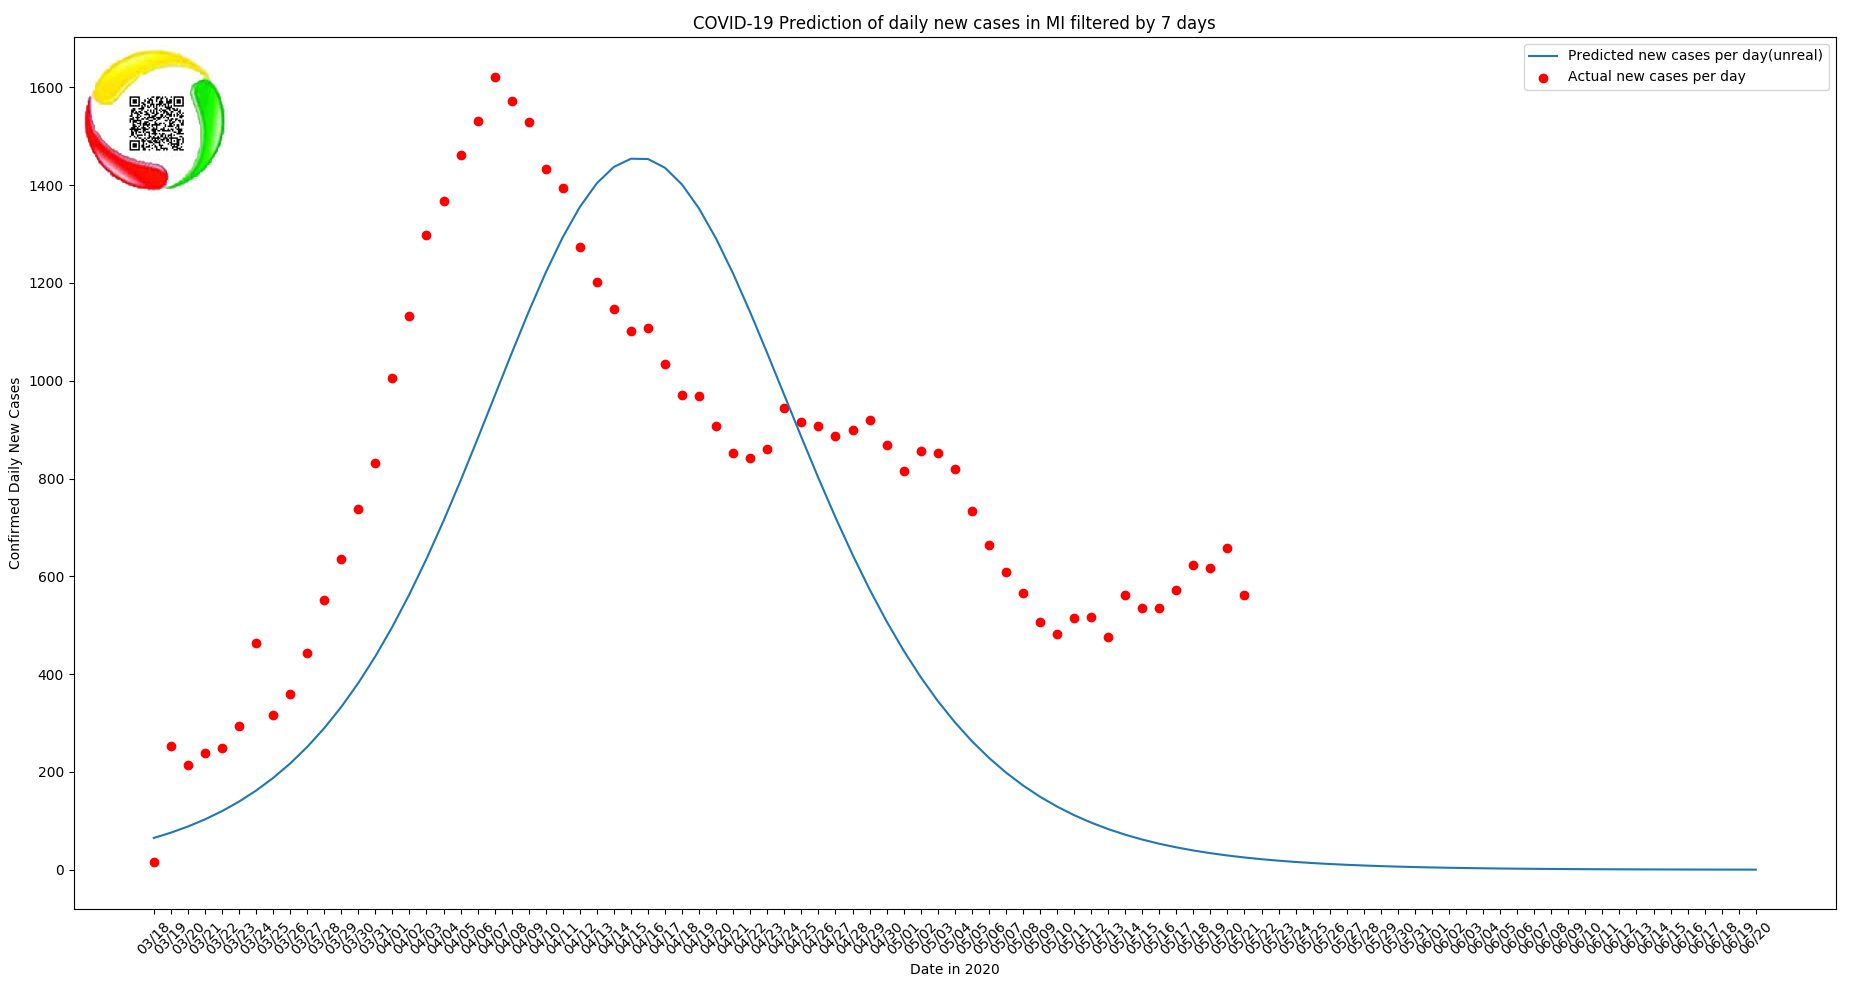 COVID-19 Prediction of daily new cases in MI filtered by 7 days
Predicted new cases per day(unreal)
Actual new cases per day
1600
1400
1200
1000
800
600
400
200
0
Confirmed Daily New Cases
03/18 03/19 03/20 03/21 03/22 03/23 03/24 03/25 03/26 03/27 03/28 03/29 03/30 03/31 04/01 04/02 04/03 04/04 04/05 04/06 04/07 04/08 04/09 04/10 04/11 04/12 04/13 04/14 04/15 04/16 04/17 04/18 04/19 04/20 04/21 04/22 04/23 04/24 04/25 04/26 04/27 04/28 04/29 04/30 05/01 05/02 05/03 05/04 05/05 05/06 05/07 05/08 05/09 05/10 05/11 05/12 05/13 05/14 05/15 05/16 05/17 05/18 05/19 05/20 05/21 05/22 05/23 05/24 05/25 05/26 05/27 05/28 05/29 05/30 05/31 06/01 06/02 06/03 06/04 06/05 06/06 06/07 06/08 06/09 06/10 06/11 06/12 06/13 06/14 06/15 06/16 06/17 06/18 06/19 06/20
Date in 2020